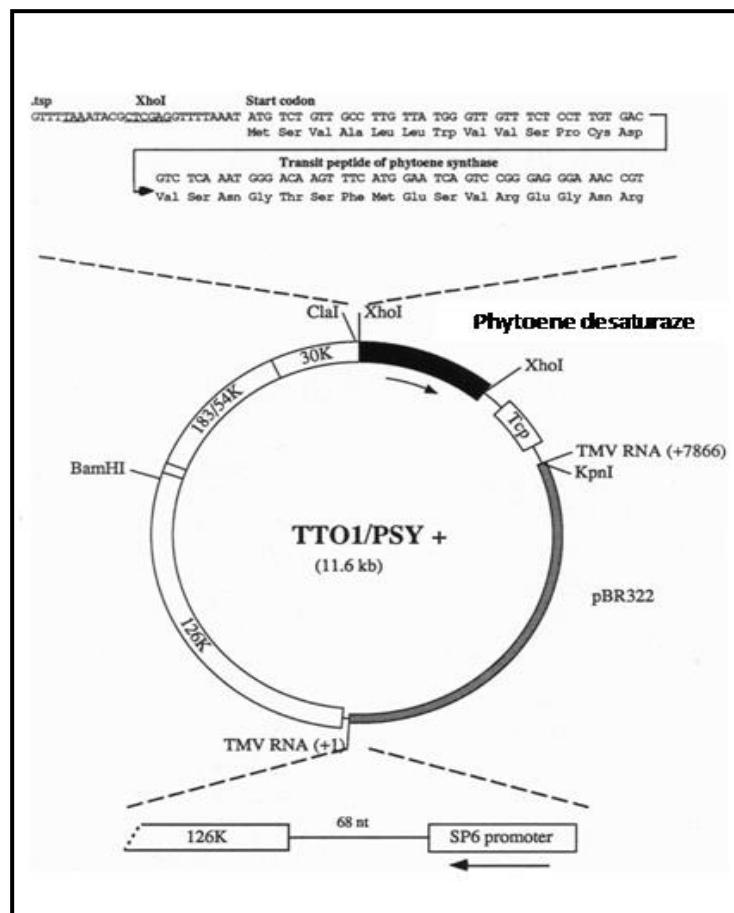 .tsp XhoI Start codon
GTTTTAAATACGCTCGAGGTTTTAAAT ATG TCT GTT GCC TTG TTA TGG GTT GTT TCT CCT TGT GAC
Met Ser Val Ala Leu Leu Trp Val Val Ser Pro Cys Asp
Transit peptide of phytoene synthase
GTC TCA AAT GGG ACA AGT TTC ATG GAA TCA GTC CGG GAG GGA AAC CGT
Val Ser Asn Gly Thr Ser Phe Met Glu Ser Val Arg Glu Gly Asn Arg
ClaI XhoI
Phytoene desaturaze
30K
XhoI
183/54K
Tcp
BamHI
TMV RNA (+7866)
KpnI
TTO1/PSY +
(11.6 kb)
pBR322
126K
TMV RNA (+1)
68 nt
126K SP6 promoter